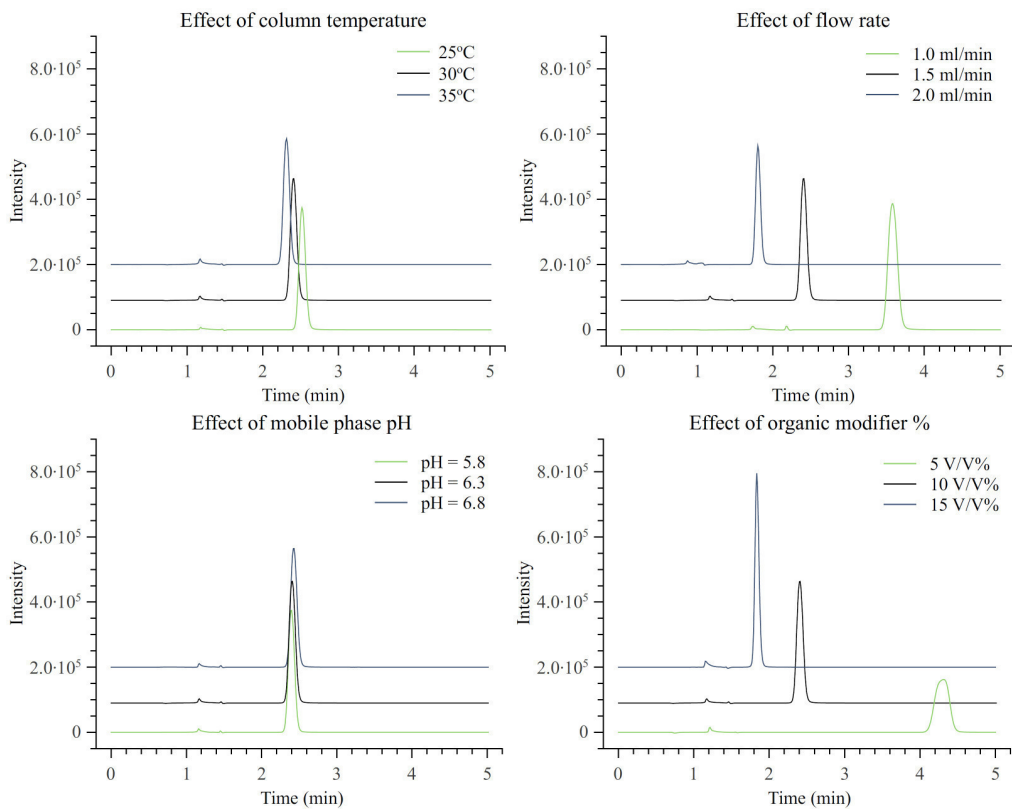 Effect of column temperature
25°C
30°C
35°C
8.0·10⁵
6.0·10⁵
4.0·10⁵
2.0·10⁵
0
Intensity
0 1 2 3 4 5
Time (min)
Effect of flow rate
1.0 ml/min
1.5 ml/min
2.0 ml/min
8.0·10⁵
6.0·10⁵
4.0·10⁵
2.0·10⁵
0
Intensity
0 1 2 3 4 5
Time (min)
Effect of mobile phase pH
pH = 5.8
pH = 6.3
pH = 6.8
8.0·10⁵
6.0·10⁵
4.0·10⁵
2.0·10⁵
0
Intensity
0 1 2 3 4 5
Time (min)
Effect of organic modifier %
5 V/V%
10 V/V%
15 V/V%
8.0·10⁵
6.0·10⁵
4.0·10⁵
2.0·10⁵
0
Intensity
0 1 2 3 4 5
Time (min)